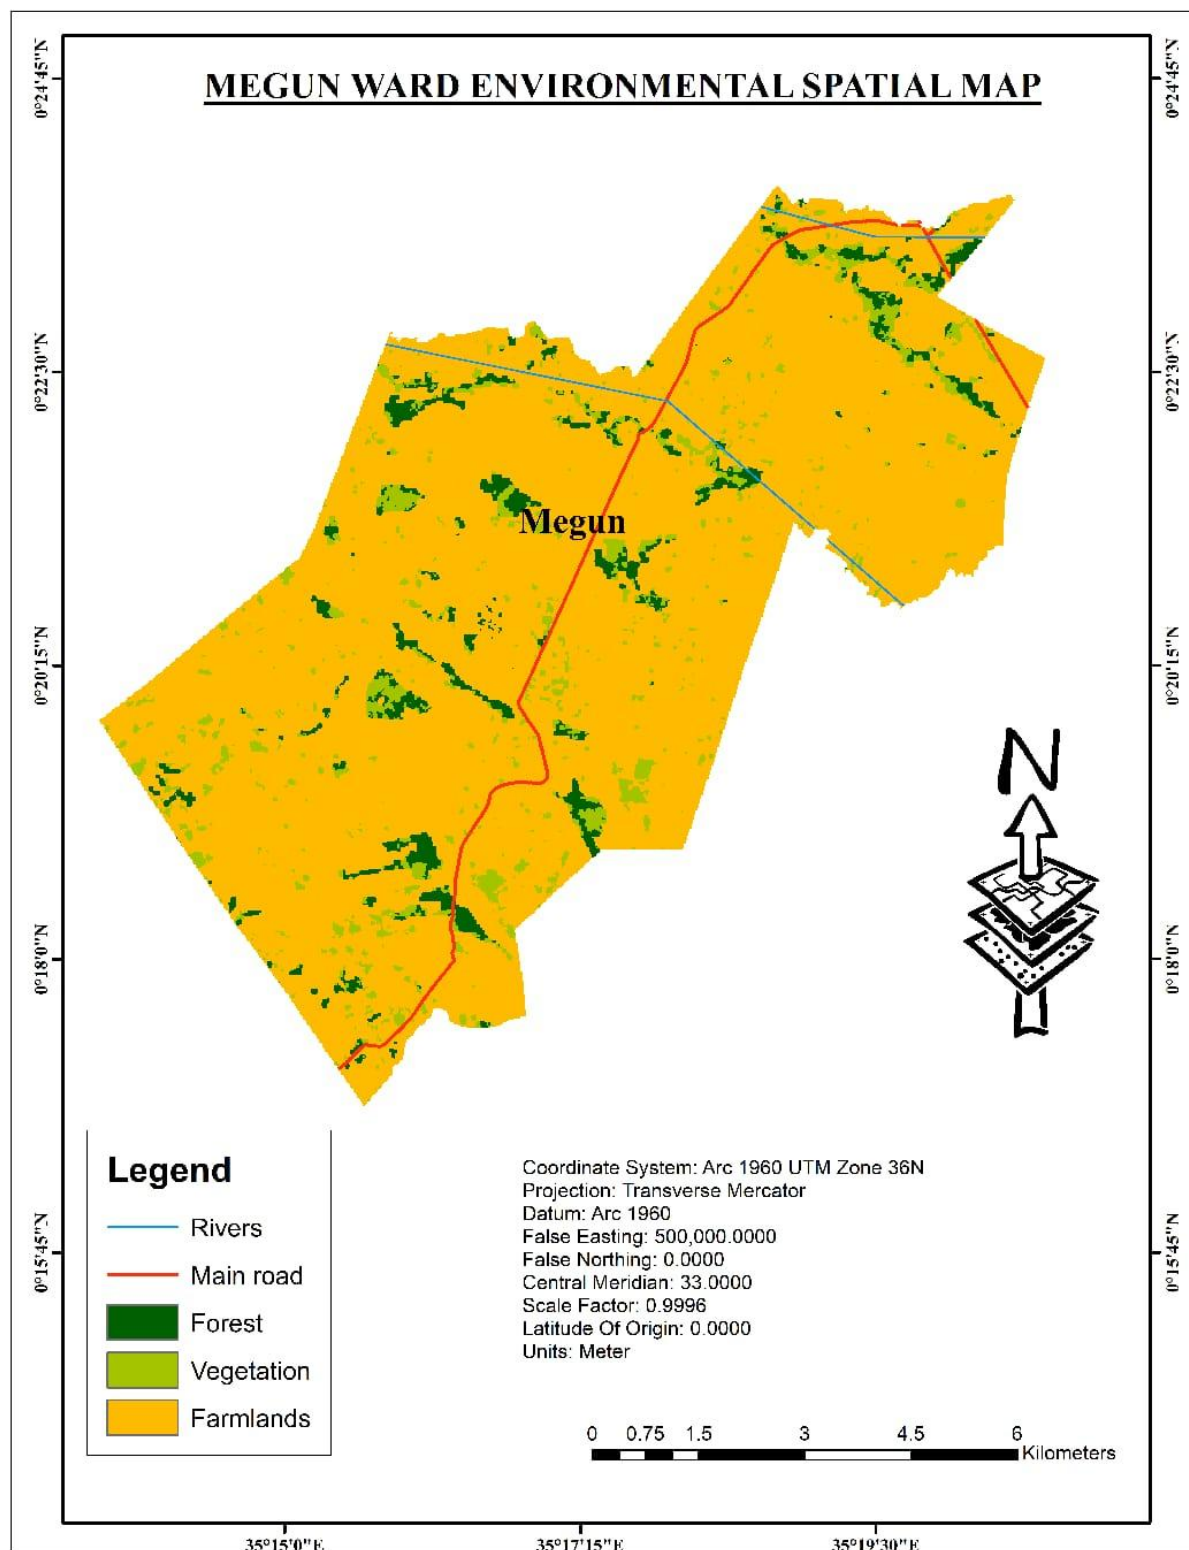 MEGUN WARD ENVIRONMENTAL SPATIAL MAP
0°24'45"N
0°24'45"N
0°22'30"N
0°22'30"N
Megun
0°20'15"N
0°20'15"N
N
0°18'0"N
0°18'0"N
Legend
Rivers
Main road
Forest
Vegetation
Farmlands
Coordinate System: Arc 1960 UTM Zone 36N
Projection: Transverse Mercator
Datum: Arc 1960
False Easting: 500,000.0000
False Northing: 0.0000
Central Meridian: 33.0000
Scale Factor: 0.9996
Latitude Of Origin: 0.0000
Units: Meter
0°15'45"N
0°15'45"N
0 0.75 1.5 3 4.5 6
Kilometers
35°15'0"E 35°17'15"E 35°19'30"E